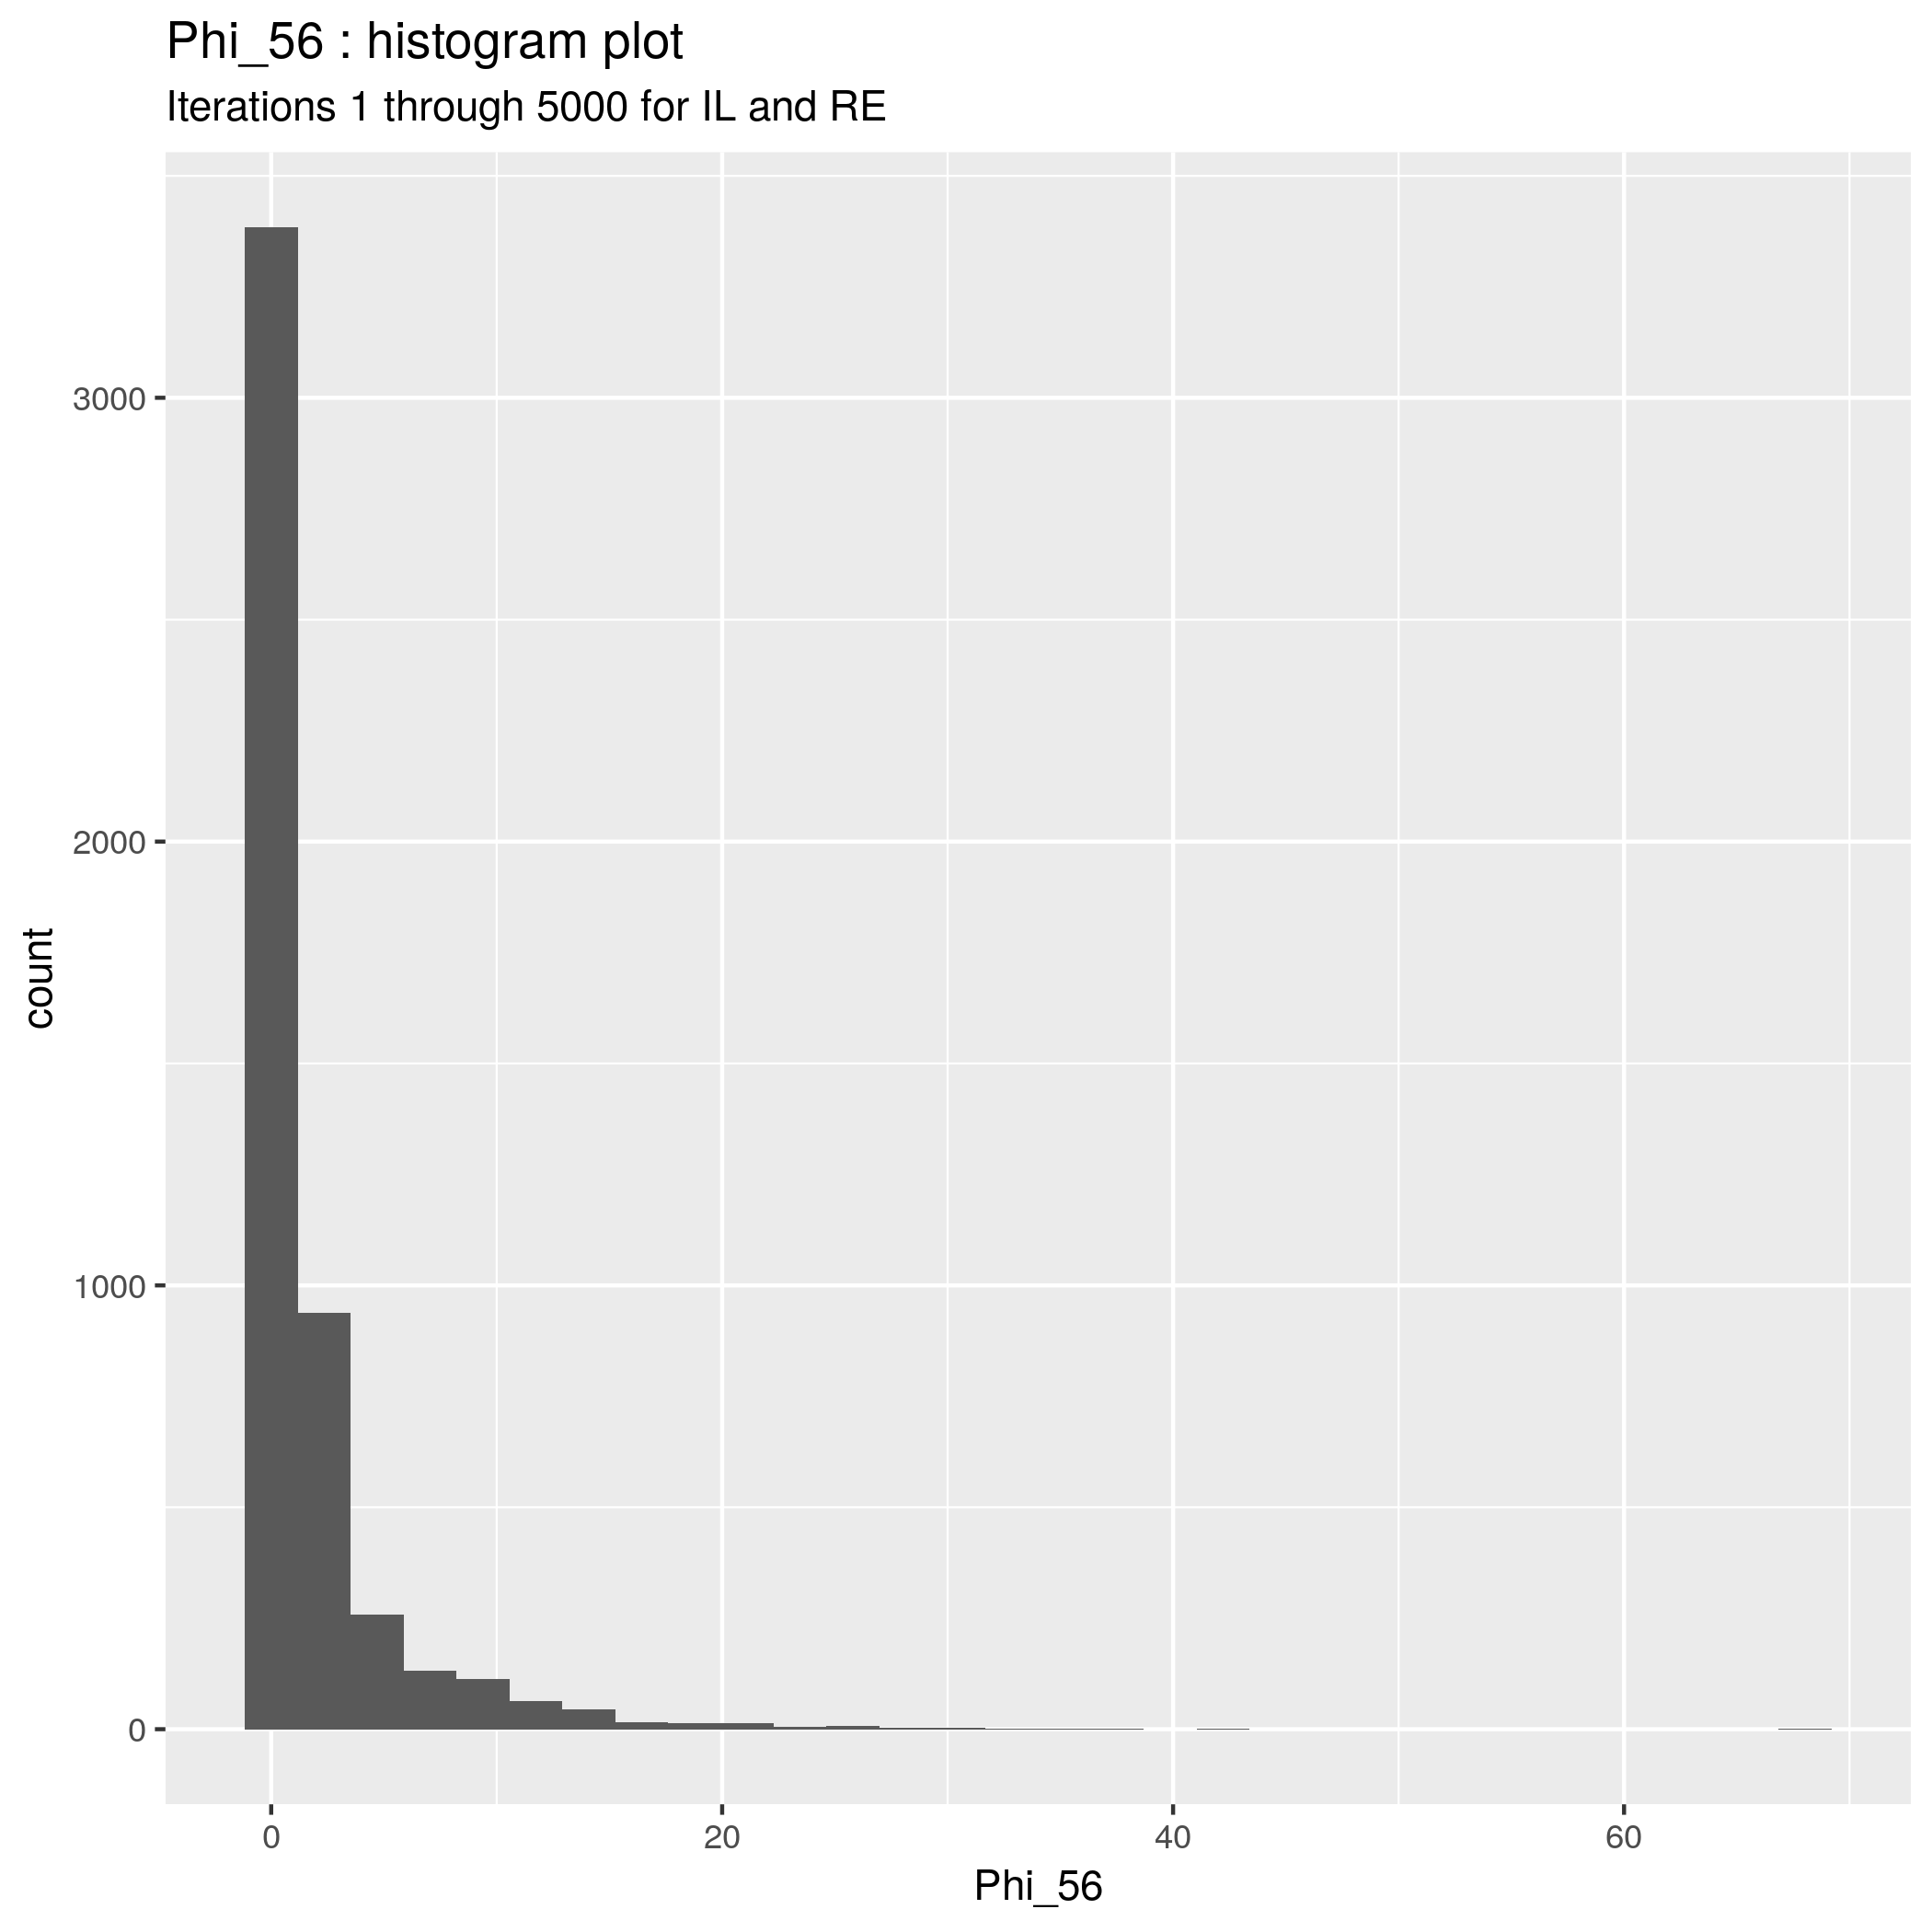 Phi_56 : histogram plot
Iterations 1 through 5000 for IL and RE
3000
2000
1000
0
count
0 20 40 60
Phi_56